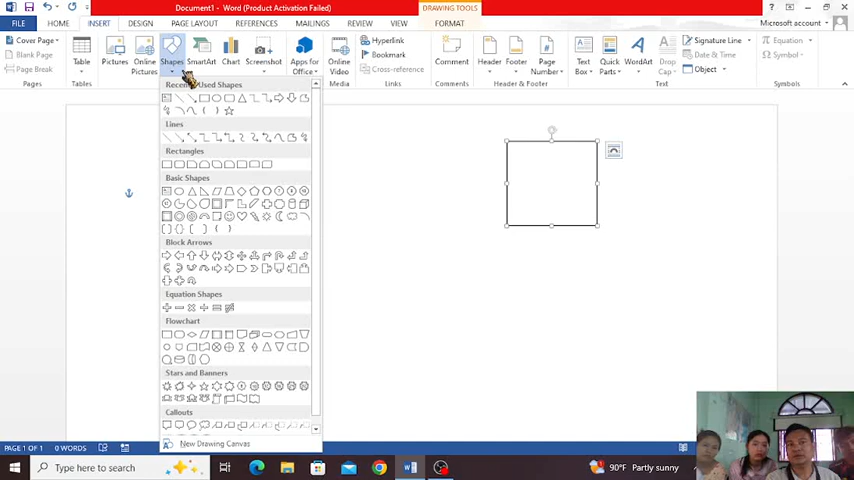 Document1 - Word (Product Activation Failed)
DRAWING TOOLS
FILE HOME INSERT DESIGN PAGE LAYOUT REFERENCES MAILINGS REVIEW VIEW FORMAT
Microsoft account
Cover Page
Blank Page
Page Break
Table
Pictures
Online Pictures
Shapes
SmartArt
Chart
Screenshot
Apps for Office
Online Video
Hyperlink
Bookmark
Cross-reference
Comment
Header
Footer
Page Number
Text Box
Quick Parts
WordArt
Drop Cap
Signature Line
Date & Time
Object
Equation
Symbol
Pages
Tables
Links
Comments
Header & Footer
Text
Symbols
Lines
Rectangles
Basic Shapes
Block Arrows
Equation Shapes
Flowchart
Stars and Banners
Callouts
New Drawing Canvas
PAGE 1 OF 1 0 WORDS
Type here to search
90°F Partly sunny